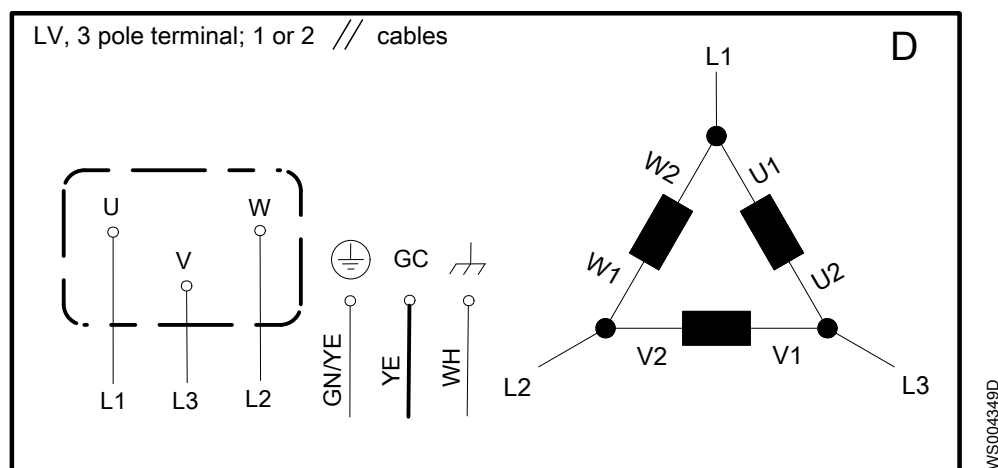 LV, 3 pole terminal; 1 or 2 // cables
D
U
V
W
L1
L3
L2
GC
GN/YE
YE
WH
L1
W2
U1
W1
U2
V2
V1
L2
L3
WS004349D